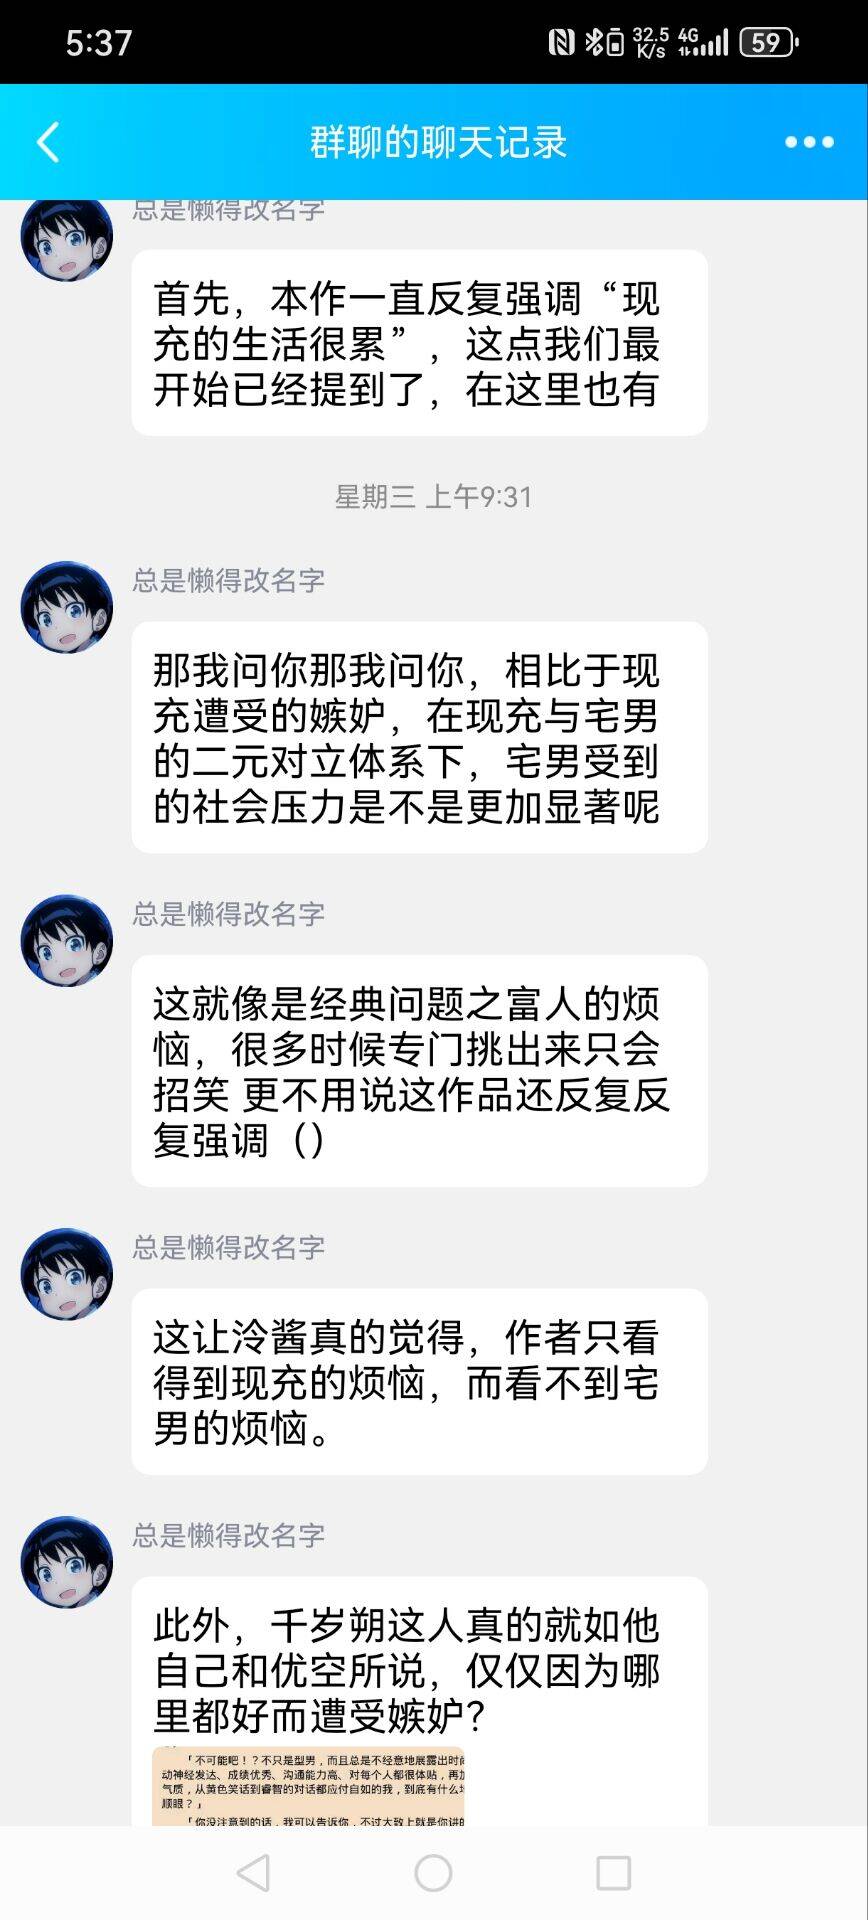 5:37
32.5
K/s
4G
59
群聊的聊天记录
总是懒得改名字
首先，本作一直反复强调“现
充的生活很累”，这点我们最
开始已经提到了，在这里也有
星期三 上午9:31
总是懒得改名字
那我问你那我问你，相比于现
充遭受的嫉妒，在现充与宅男
的二元对立体系下，宅男受到
的社会压力是不是更加显著呢
总是懒得改名字
这就像是经典问题之富人的烦
恼，很多时候专门挑出来只会
招笑 更不用说这作品还反复反
复强调（）
总是懒得改名字
这让泠酱真的觉得，作者只看
得到现充的烦恼，而看不到宅
男的烦恼。
总是懒得改名字
此外，千岁朔这人真的就如他
自己和优空所说，仅仅因为哪
里都好而遭受嫉妒？
「不可能吧！？不只是型男，而且总是不经意地展露出时尚
动神经发达、成绩优秀、沟通能力高、对每个人都很体贴，再加
气质，从黄色笑话到睿智的对话都应付自如的我，到底有什么
顺眼？」
「你没注意到的话，我可以告诉你，不过大致上就是你讲的